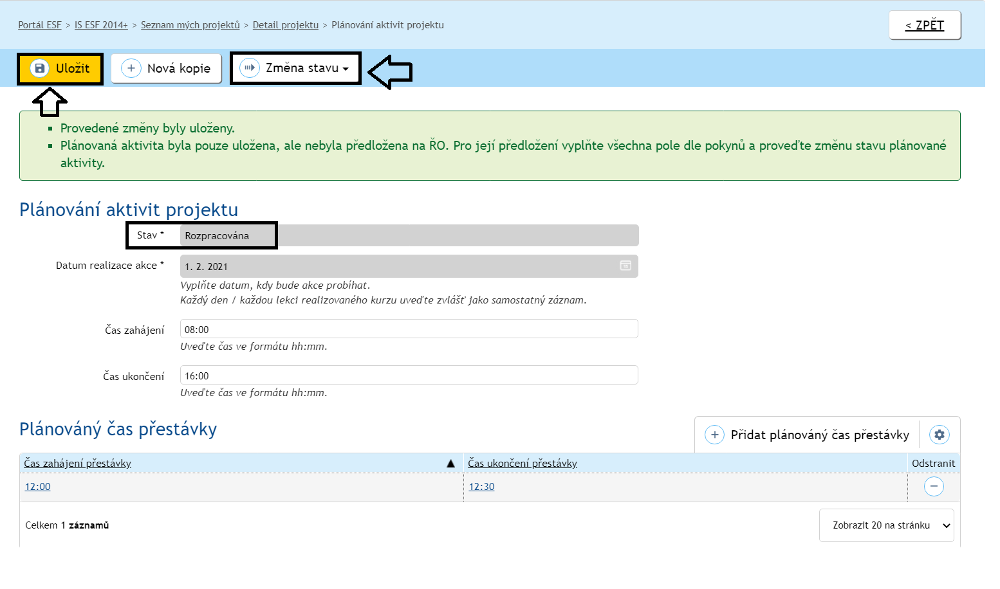 Portál ESF > IS ESF 2014+ > Seznam mých projektů > Detail projektu > Plánování aktivit projektu
< ZPĚT
Uložit
Nová kopie
Změna stavu
Provedené změny byly uloženy.
Plánovaná aktivita byla pouze uložena, ale nebyla předložena na ŘO. Pro její předložení vyplňte všechna pole dle pokynů a proveďte změnu stavu plánované
aktivity.
Plánování aktivit projektu
Stav * Rozpracována
Datum realizace akce * 1. 2. 2021
Vyplňte datum, kdy bude akce probíhat.
Každý den / každou lekci realizovaného kurzu uveďte zvlášť jako samostatný záznam.
Čas zahájení 08:00
Uveďte čas ve formátu hh:mm.
Čas ukončení 16:00
Uveďte čas ve formátu hh:mm.
Plánováný čas přestávky
Přidat plánováný čas přestávky
Čas zahájení přestávky ▲ Čas ukončení přestávky Odstranit
12:00 12:30
Celkem 1 záznamů
Zobrazit 20 na stránku